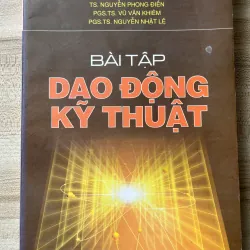 TS. NGUYỄN PHONG ĐIỀN
PGS.TS. VŨ VĂN KHIÊM
PGS.TS. NGUYỄN NHẬT LỆ
BÀI TẬP
DAO ĐỘNG
KỸ THUẬT